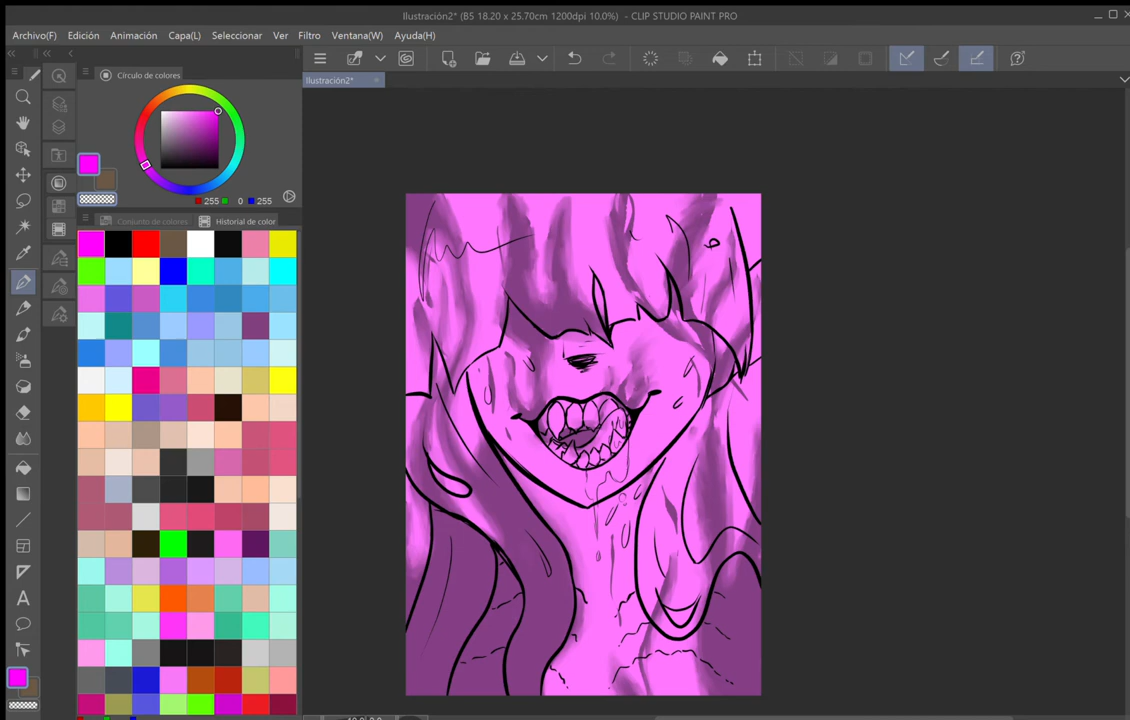 Ilustración2* (B5 18.20 x 25.70cm 1200dpi 10.0%) - CLIP STUDIO PAINT PRO
Archivo(F) Edición Animación Capa(L) Seleccionar Ver Filtro Ventana(W) Ayuda(H)
Ilustración2*
Círculo de colores
255 0 255
Conjunto de colores Historial de color